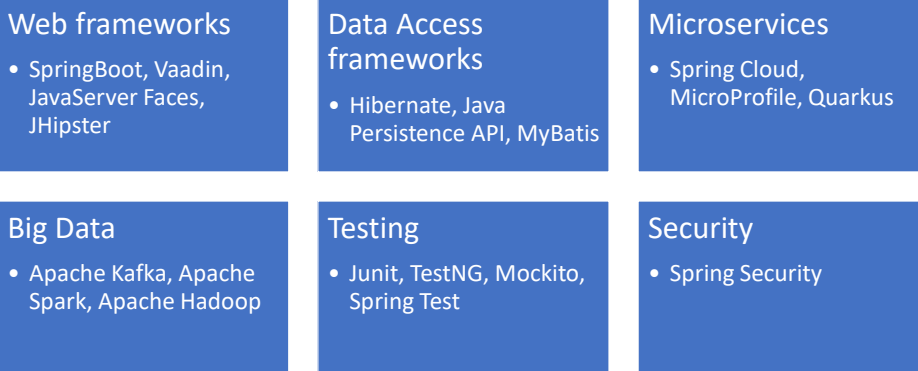 Web frameworks
• SpringBoot, Vaadin,
JavaServer Faces,
JHipster
Data Access
frameworks
• Hibernate, Java
Persistence API, MyBatis
Microservices
• Spring Cloud,
MicroProfile, Quarkus
Big Data
• Apache Kafka, Apache
Spark, Apache Hadoop
Testing
• Junit, TestNG, Mockito,
Spring Test
Security
• Spring Security